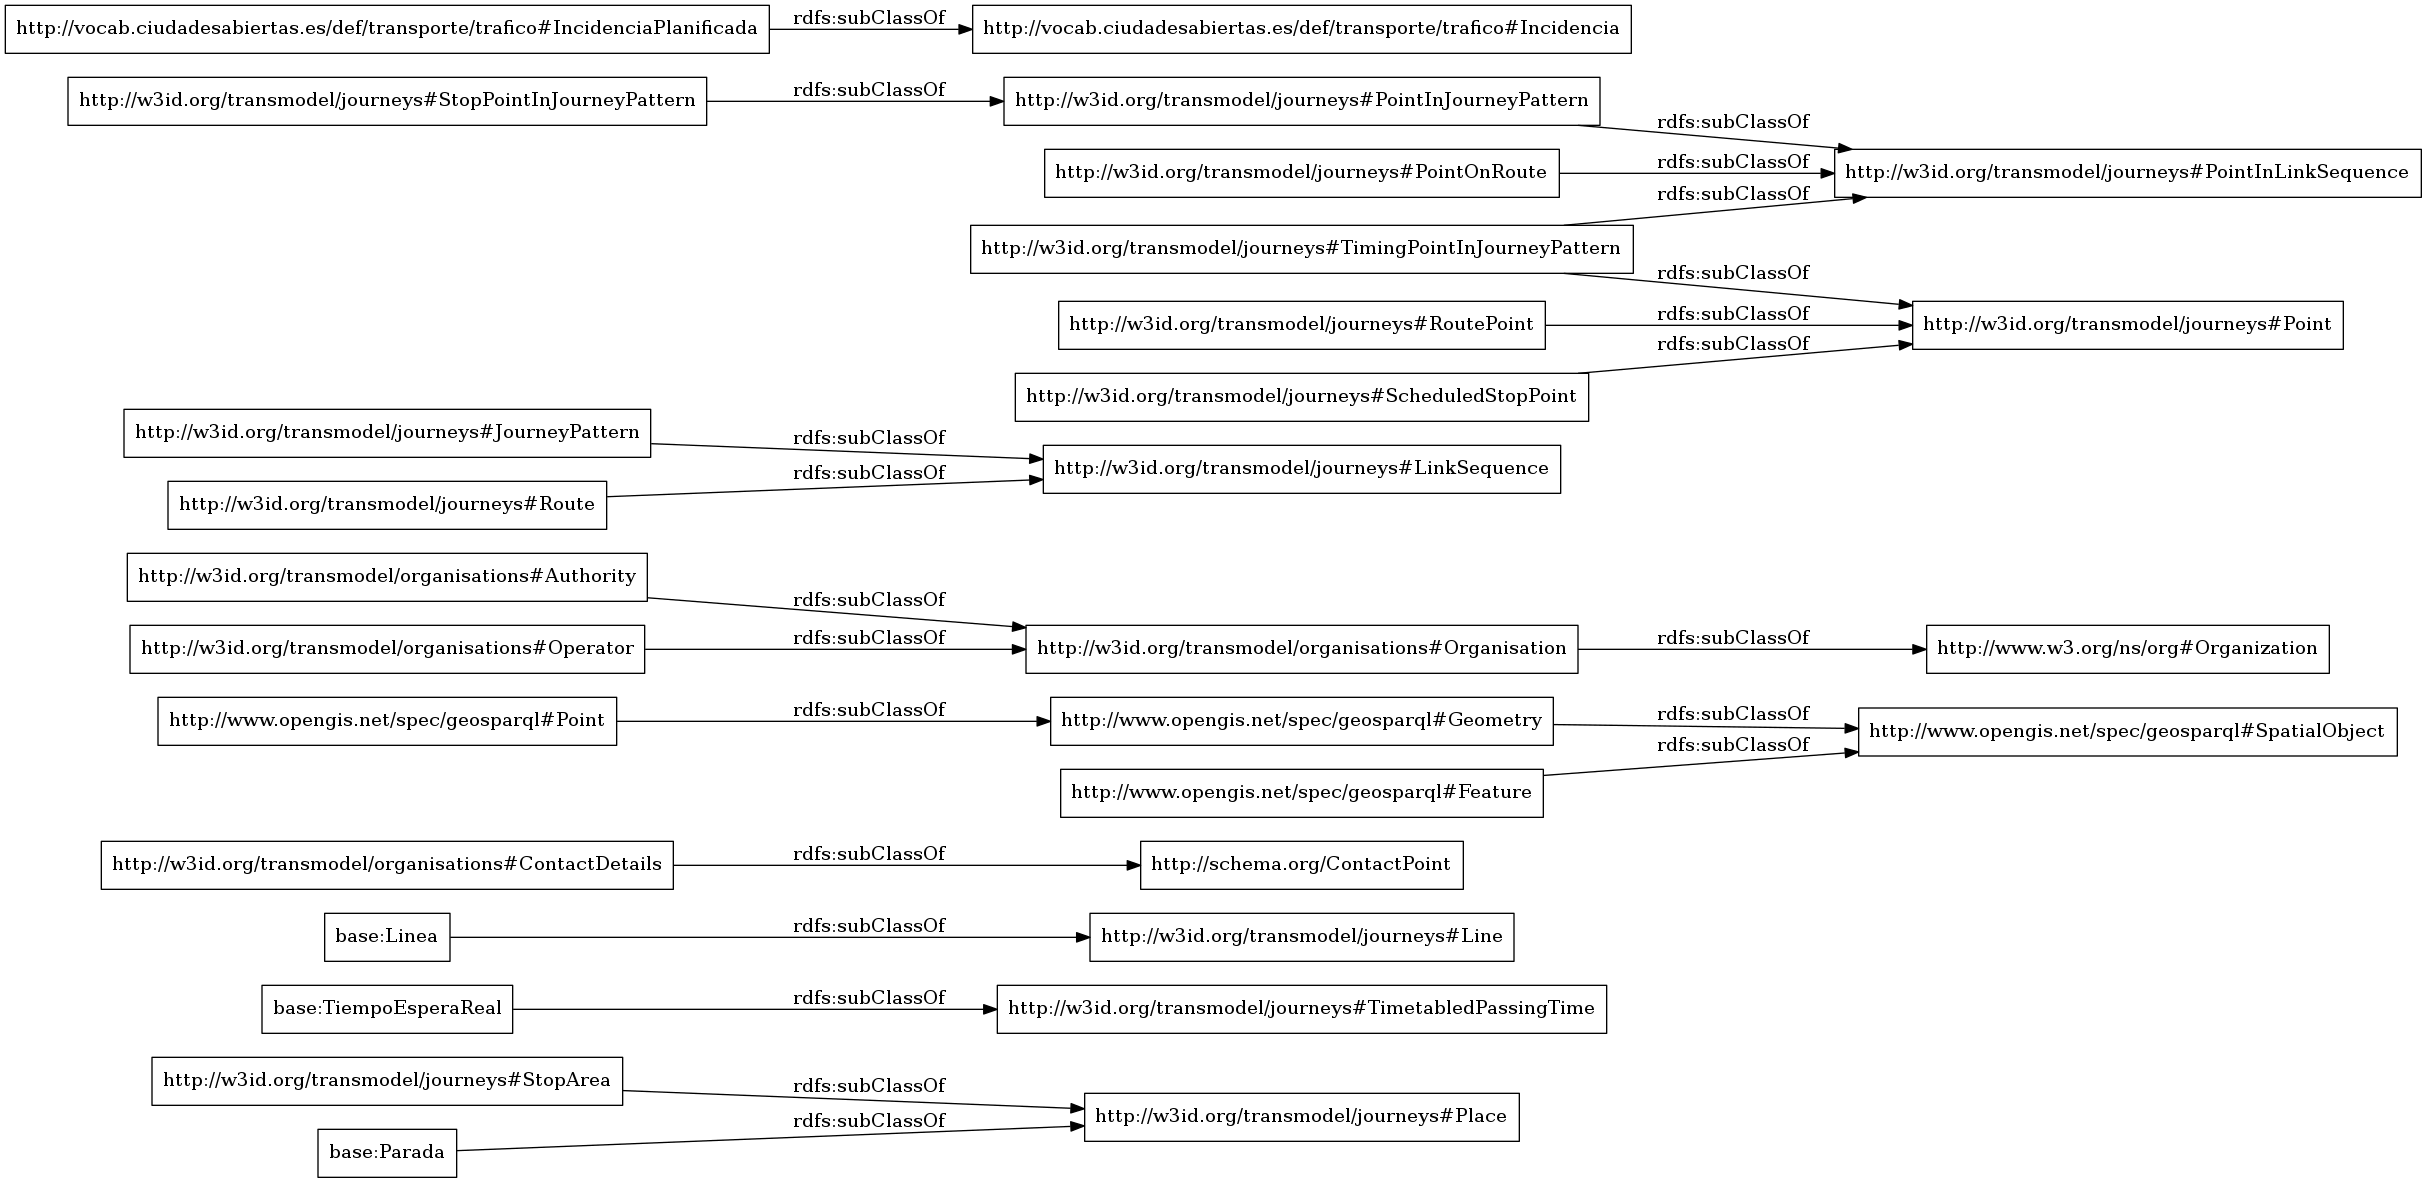 http://vocab.ciudadesabiertas.es/def/transporte/trafico#IncidenciaPlanificada
rdfs:subClassOf
http://vocab.ciudadesabiertas.es/def/transporte/trafico#Incidencia
http://w3id.org/transmodel/journeys#StopPointInJourneyPattern
rdfs:subClassOf
http://w3id.org/transmodel/journeys#PointInJourneyPattern
rdfs:subClassOf
http://w3id.org/transmodel/journeys#PointOnRoute
rdfs:subClassOf
http://w3id.org/transmodel/journeys#PointInLinkSequence
rdfs:subClassOf
http://w3id.org/transmodel/journeys#TimingPointInJourneyPattern
rdfs:subClassOf
http://w3id.org/transmodel/journeys#RoutePoint
rdfs:subClassOf
http://w3id.org/transmodel/journeys#Point
rdfs:subClassOf
http://w3id.org/transmodel/journeys#ScheduledStopPoint
http://w3id.org/transmodel/journeys#JourneyPattern
rdfs:subClassOf
http://w3id.org/transmodel/journeys#LinkSequence
rdfs:subClassOf
http://w3id.org/transmodel/journeys#Route
http://w3id.org/transmodel/organisations#Authority
rdfs:subClassOf
http://w3id.org/transmodel/organisations#Operator
rdfs:subClassOf
http://w3id.org/transmodel/organisations#Organisation
rdfs:subClassOf
http://www.w3.org/ns/org#Organization
http://www.opengis.net/spec/geosparql#Point
rdfs:subClassOf
http://www.opengis.net/spec/geosparql#Geometry
rdfs:subClassOf
http://www.opengis.net/spec/geosparql#SpatialObject
rdfs:subClassOf
http://www.opengis.net/spec/geosparql#Feature
http://w3id.org/transmodel/organisations#ContactDetails
rdfs:subClassOf
http://schema.org/ContactPoint
base:Linea
rdfs:subClassOf
http://w3id.org/transmodel/journeys#Line
base:TiempoEsperaReal
rdfs:subClassOf
http://w3id.org/transmodel/journeys#TimetabledPassingTime
http://w3id.org/transmodel/journeys#StopArea
rdfs:subClassOf
http://w3id.org/transmodel/journeys#Place
rdfs:subClassOf
base:Parada